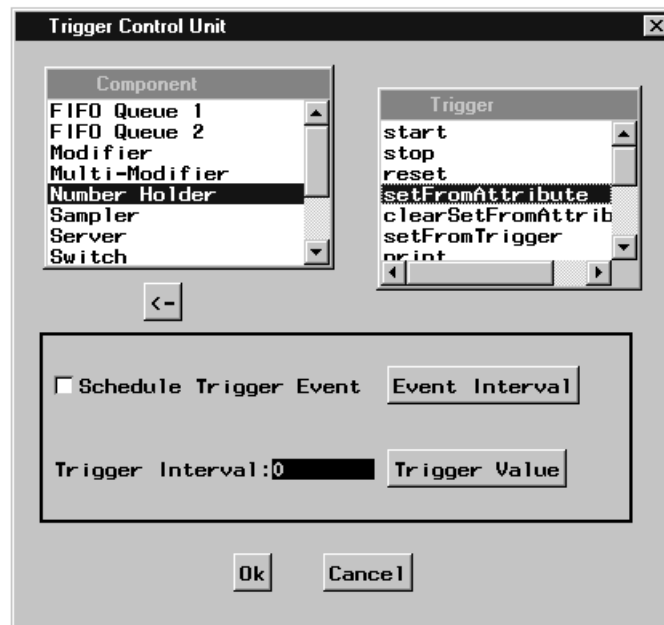 Trigger Control Unit
Component
FIFO Queue 1
FIFO Queue 2
Modifier
Multi-Modifier
Number Holder
Sampler
Server
Switch
Trigger
start
stop
reset
setFromAttribute
clearSetFromAttrib
setFromTrigger
print
<-
Schedule Trigger Event Event Interval
Trigger Interval:0 Trigger Value
Ok Cancel